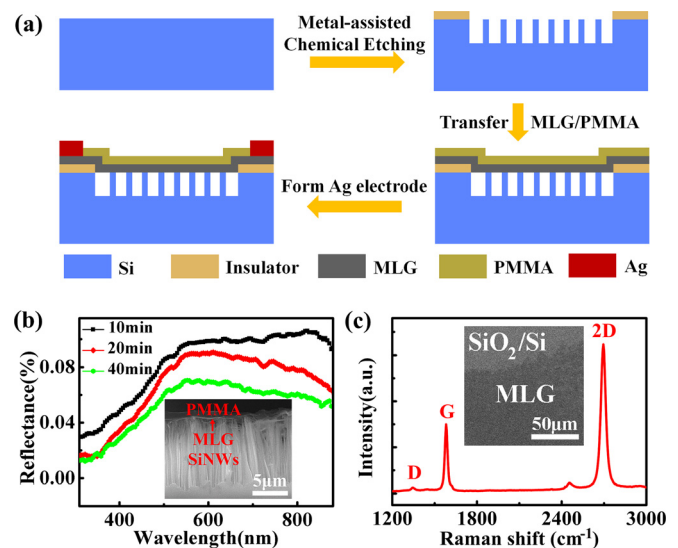 (a)
Metal-assisted
Chemical Etching
Transfer MLG/PMMA
Form Ag electrode
Si Insulator MLG PMMA Ag
(b)
10min
20min
40min
0.08
0.04
0.00
Reflectance(%)
PMMA
MLG
SiNWs
5μm
400 600 800
Wavelength(nm)
(c)
Intensity(a.u.)
SiO2/Si
MLG
50μm
D
G
2D
1200 1800 2400 3000
Raman shift (cm-1)